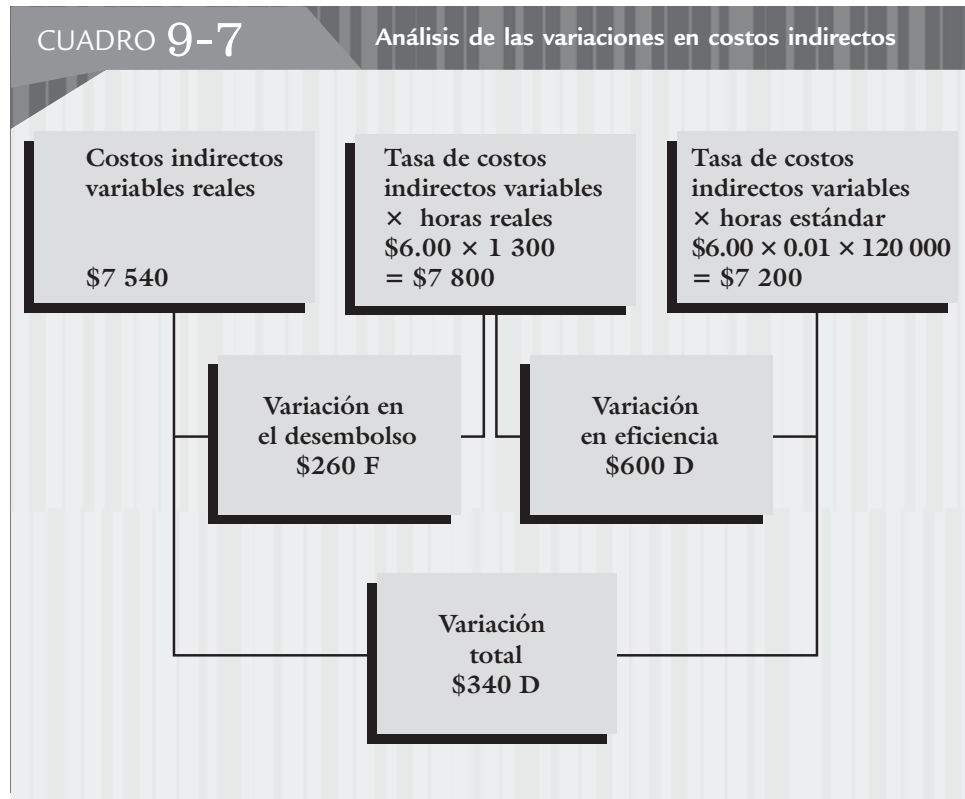 CUADRO 9-7
Análisis de las variaciones en costos indirectos
Costos indirectos
variables reales
$7 540
Tasa de costos
indirectos variables
× horas reales
$6.00 × 1 300
= $7 800
Tasa de costos
indirectos variables
× horas estándar
$6.00 × 0.01 × 120 000
= $7 200
Variación en
el desembolso
$260 F
Variación
en eficiencia
$600 D
Variación
total
$340 D